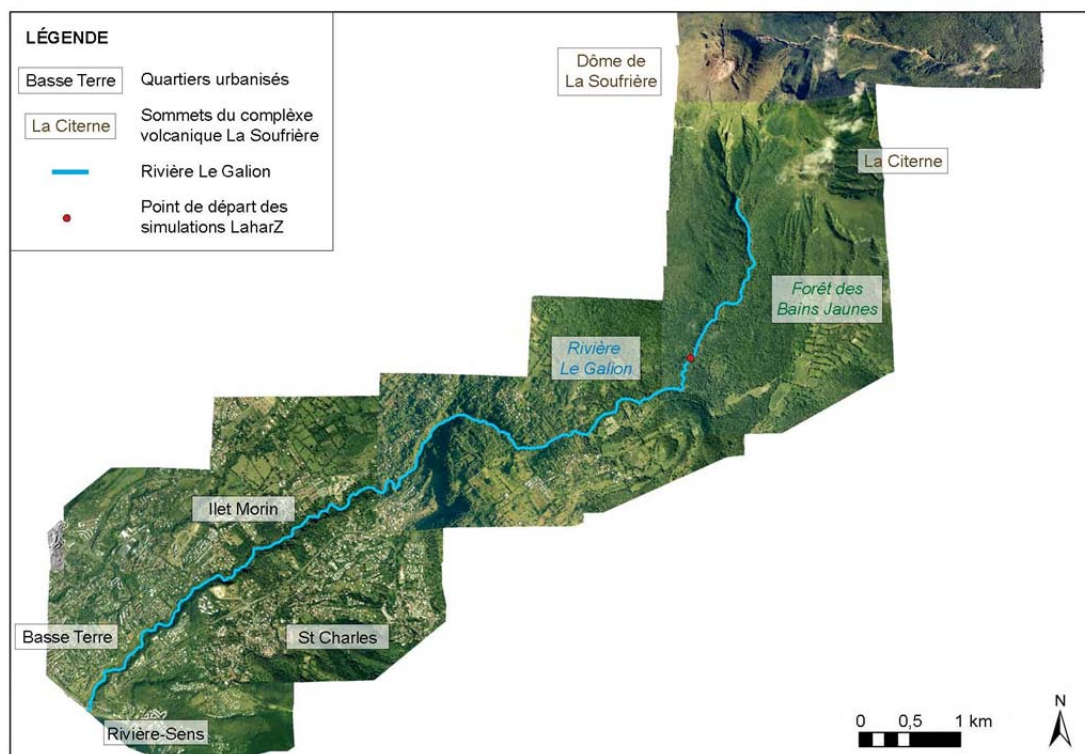 LÉGENDE
Basse Terre
Quartiers urbanisés
La Citerne
Sommets du complèxe
volcanique La Soufrière
Rivière Le Galion
Point de départ des
simulations LaharZ
Dôme de
La Soufrière
La Citerne
Forêt des
Bains Jaunes
Rivière
Le Galion
Ilet Morin
Basse Terre
St Charles
Rivière-Sens
0 0,5 1 km
N